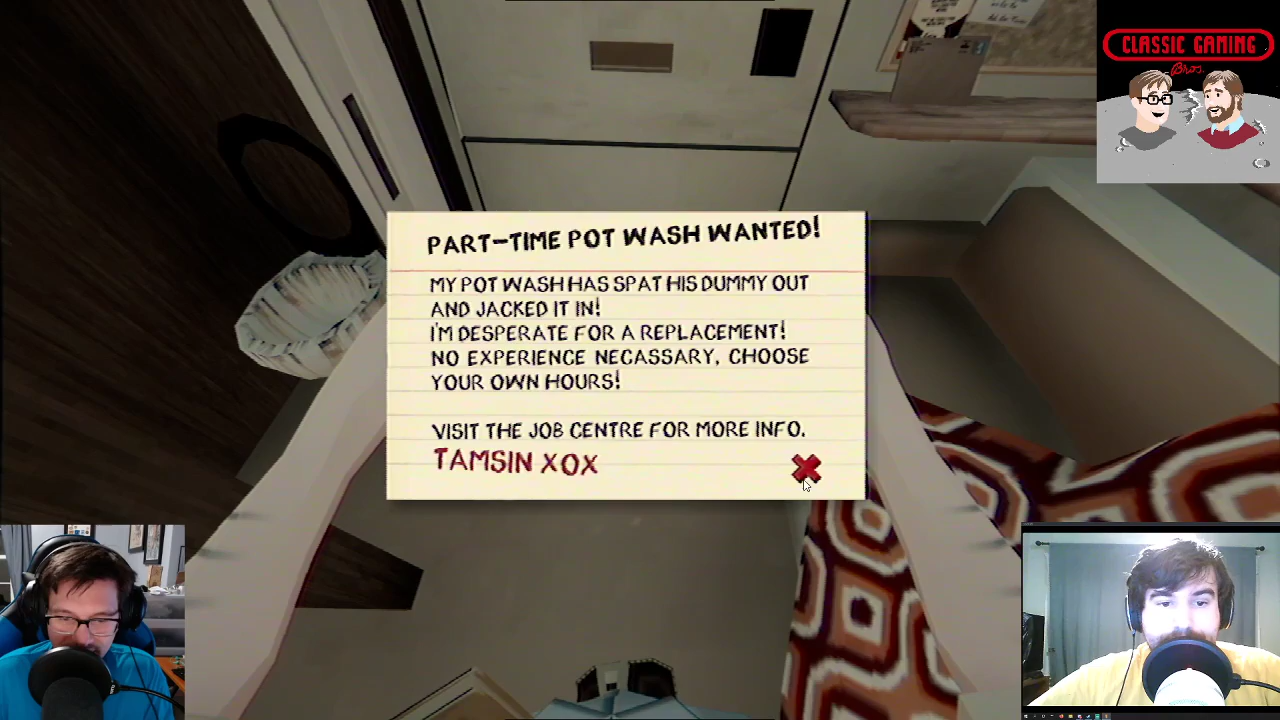 CLASSIC GAMING
Bros.
PART-TIME POT WASH WANTED!
MY POT WASH HAS SPAT HIS DUMMY OUT
AND JACKED IT IN!
I'M DESPERATE FOR A REPLACEMENT!
NO EXPERIENCE NECASSARY, CHOOSE
YOUR OWN HOURS!
VISIT THE JOB CENTRE FOR MORE INFO.
TAMSIN XOX